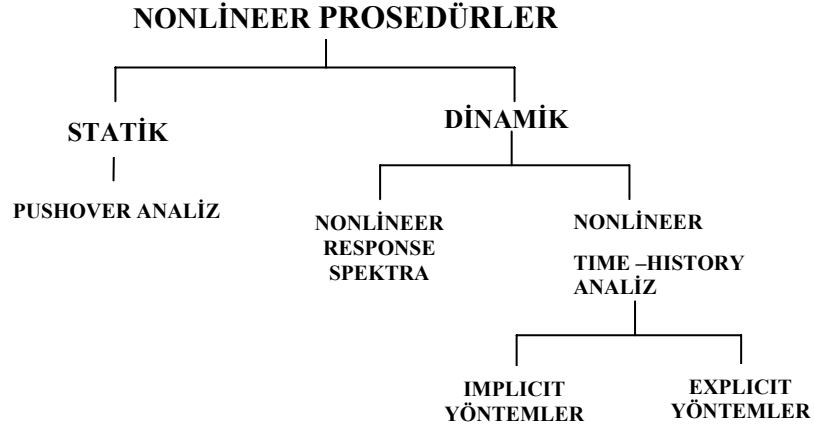 NONLİNEER PROSEDÜRLER
STATİK
DİNAMİK
PUSHOVER ANALİZ
NONLİNEER
RESPONSE
SPEKTRA
NONLİNEER
TIME –HISTORY
ANALİZ
IMPLICIT
YÖNTEMLER
EXPLICIT
YÖNTEMLER